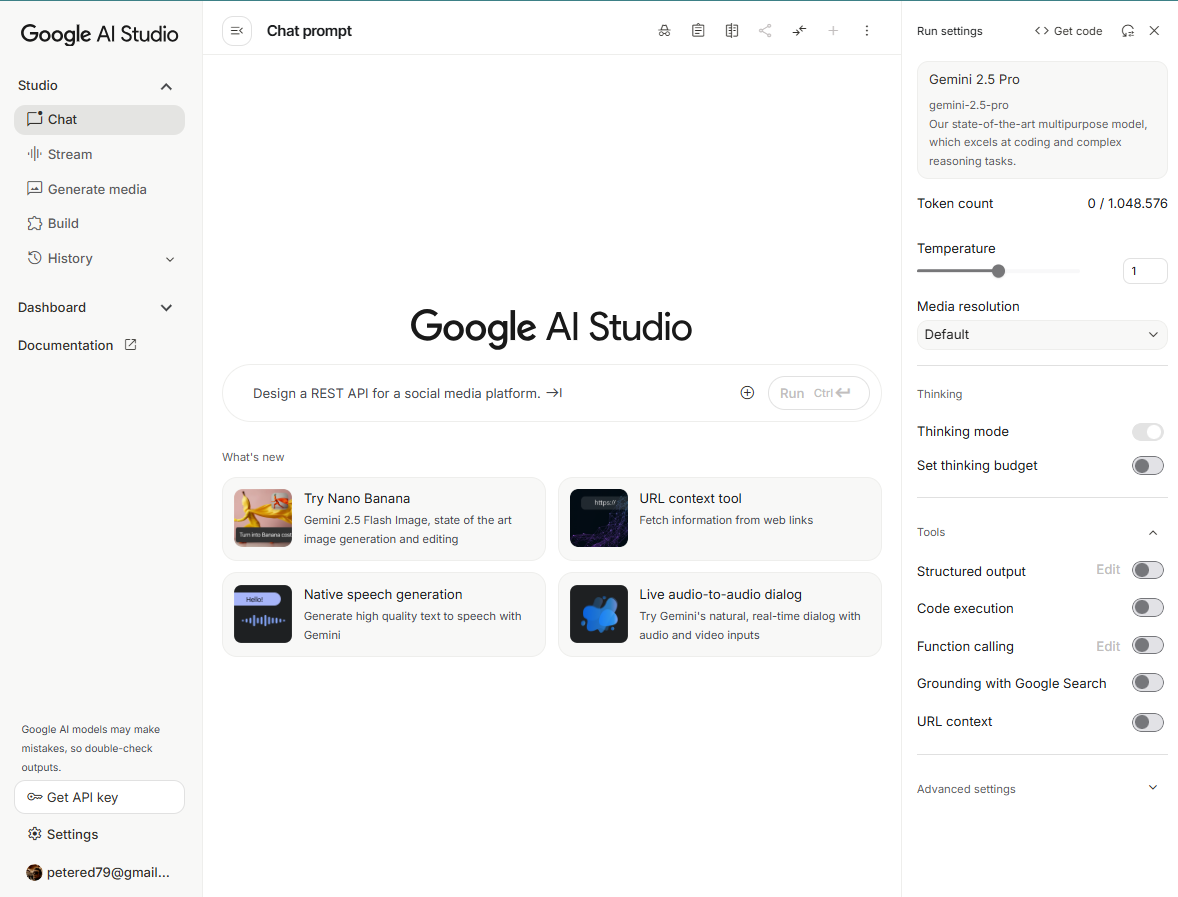 Google AI Studio
Studio
Chat
Stream
Generate media
Build
History
Dashboard
Documentation
Google AI models may make
mistakes, so double-check
outputs.
Get API key
Settings
petered79@gmail...
Chat prompt
Google AI Studio
Design a REST API for a social media platform.
Run Ctrl
What's new
Try Nano Banana
Gemini 2.5 Flash Image, state of the art
image generation and editing
Turn into Banana cost
URL context tool
Fetch information from web links
https://
Native speech generation
Generate high quality text to speech with
Gemini
Hello!
Live audio-to-audio dialog
Try Gemini's natural, real-time dialog with
audio and video inputs
Run settings
<> Get code
Gemini 2.5 Pro
gemini-2.5-pro
Our state-of-the-art multipurpose model,
which excels at coding and complex
reasoning tasks.
Token count 0 / 1.048.576
Temperature
1
Media resolution
Default
Thinking
Thinking mode
Set thinking budget
Tools
Structured output Edit
Code execution
Function calling Edit
Grounding with Google Search
URL context
Advanced settings